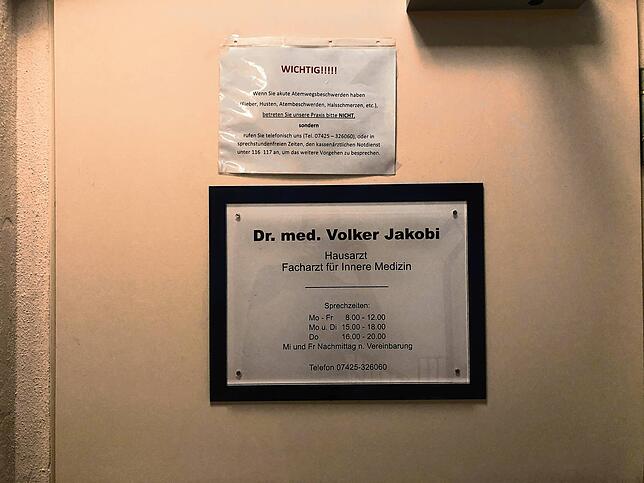 WICHTIG!!!!!
Wenn Sie akute Atemwegsbeschwerden haben
(Fieber, Husten, Atembeschwerden, Halsschmerzen, etc.),
betreten Sie unsere Praxis bitte NICHT,
sondern
rufen Sie telefonisch uns (Tel. 07425 – 326060), oder in
sprechstundenfreien Zeiten, den kassenärztlichen Notdienst
unter 116 117 an, um das weitere Vorgehen zu besprechen.
Dr. med. Volker Jakobi
Hausarzt
Facharzt für Innere Medizin
Sprechzeiten:
Mo - Fr 8.00 - 12.00
Mo u. Di 15.00 - 18.00
Do 16.00 - 20.00
Mi und Fr Nachmittag n. Vereinbarung
Telefon 07425-326060